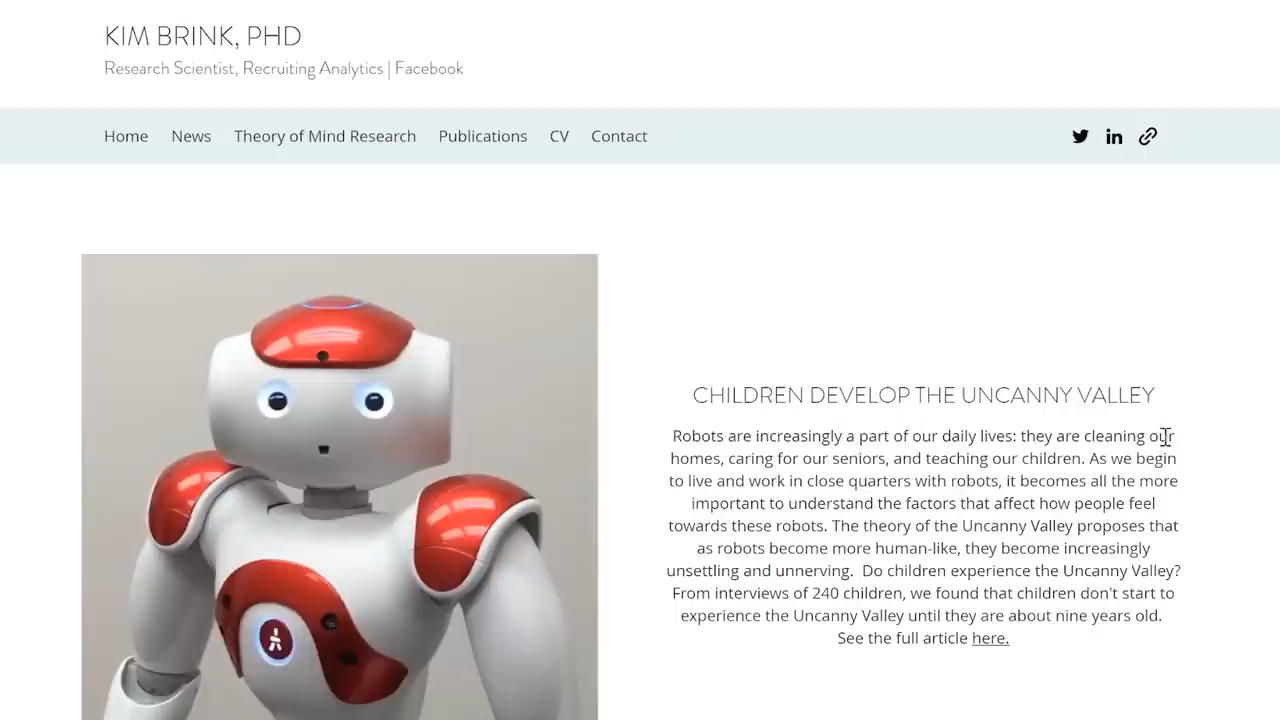 KIM BRINK, PHD
Research Scientist, Recruiting Analytics | Facebook
Home News Theory of Mind Research Publications CV Contact
CHILDREN DEVELOP THE UNCANNY VALLEY
Robots are increasingly a part of our daily lives: they are cleaning our
homes, caring for our seniors, and teaching our children. As we begin
to live and work in close quarters with robots, it becomes all the more
important to understand the factors that affect how people feel
towards these robots. The theory of the Uncanny Valley proposes that
as robots become more human-like, they become increasingly
unsettling and unnerving.  Do children experience the Uncanny Valley?
From interviews of 240 children, we found that children don't start to
experience the Uncanny Valley until they are about nine years old.
See the full article here.